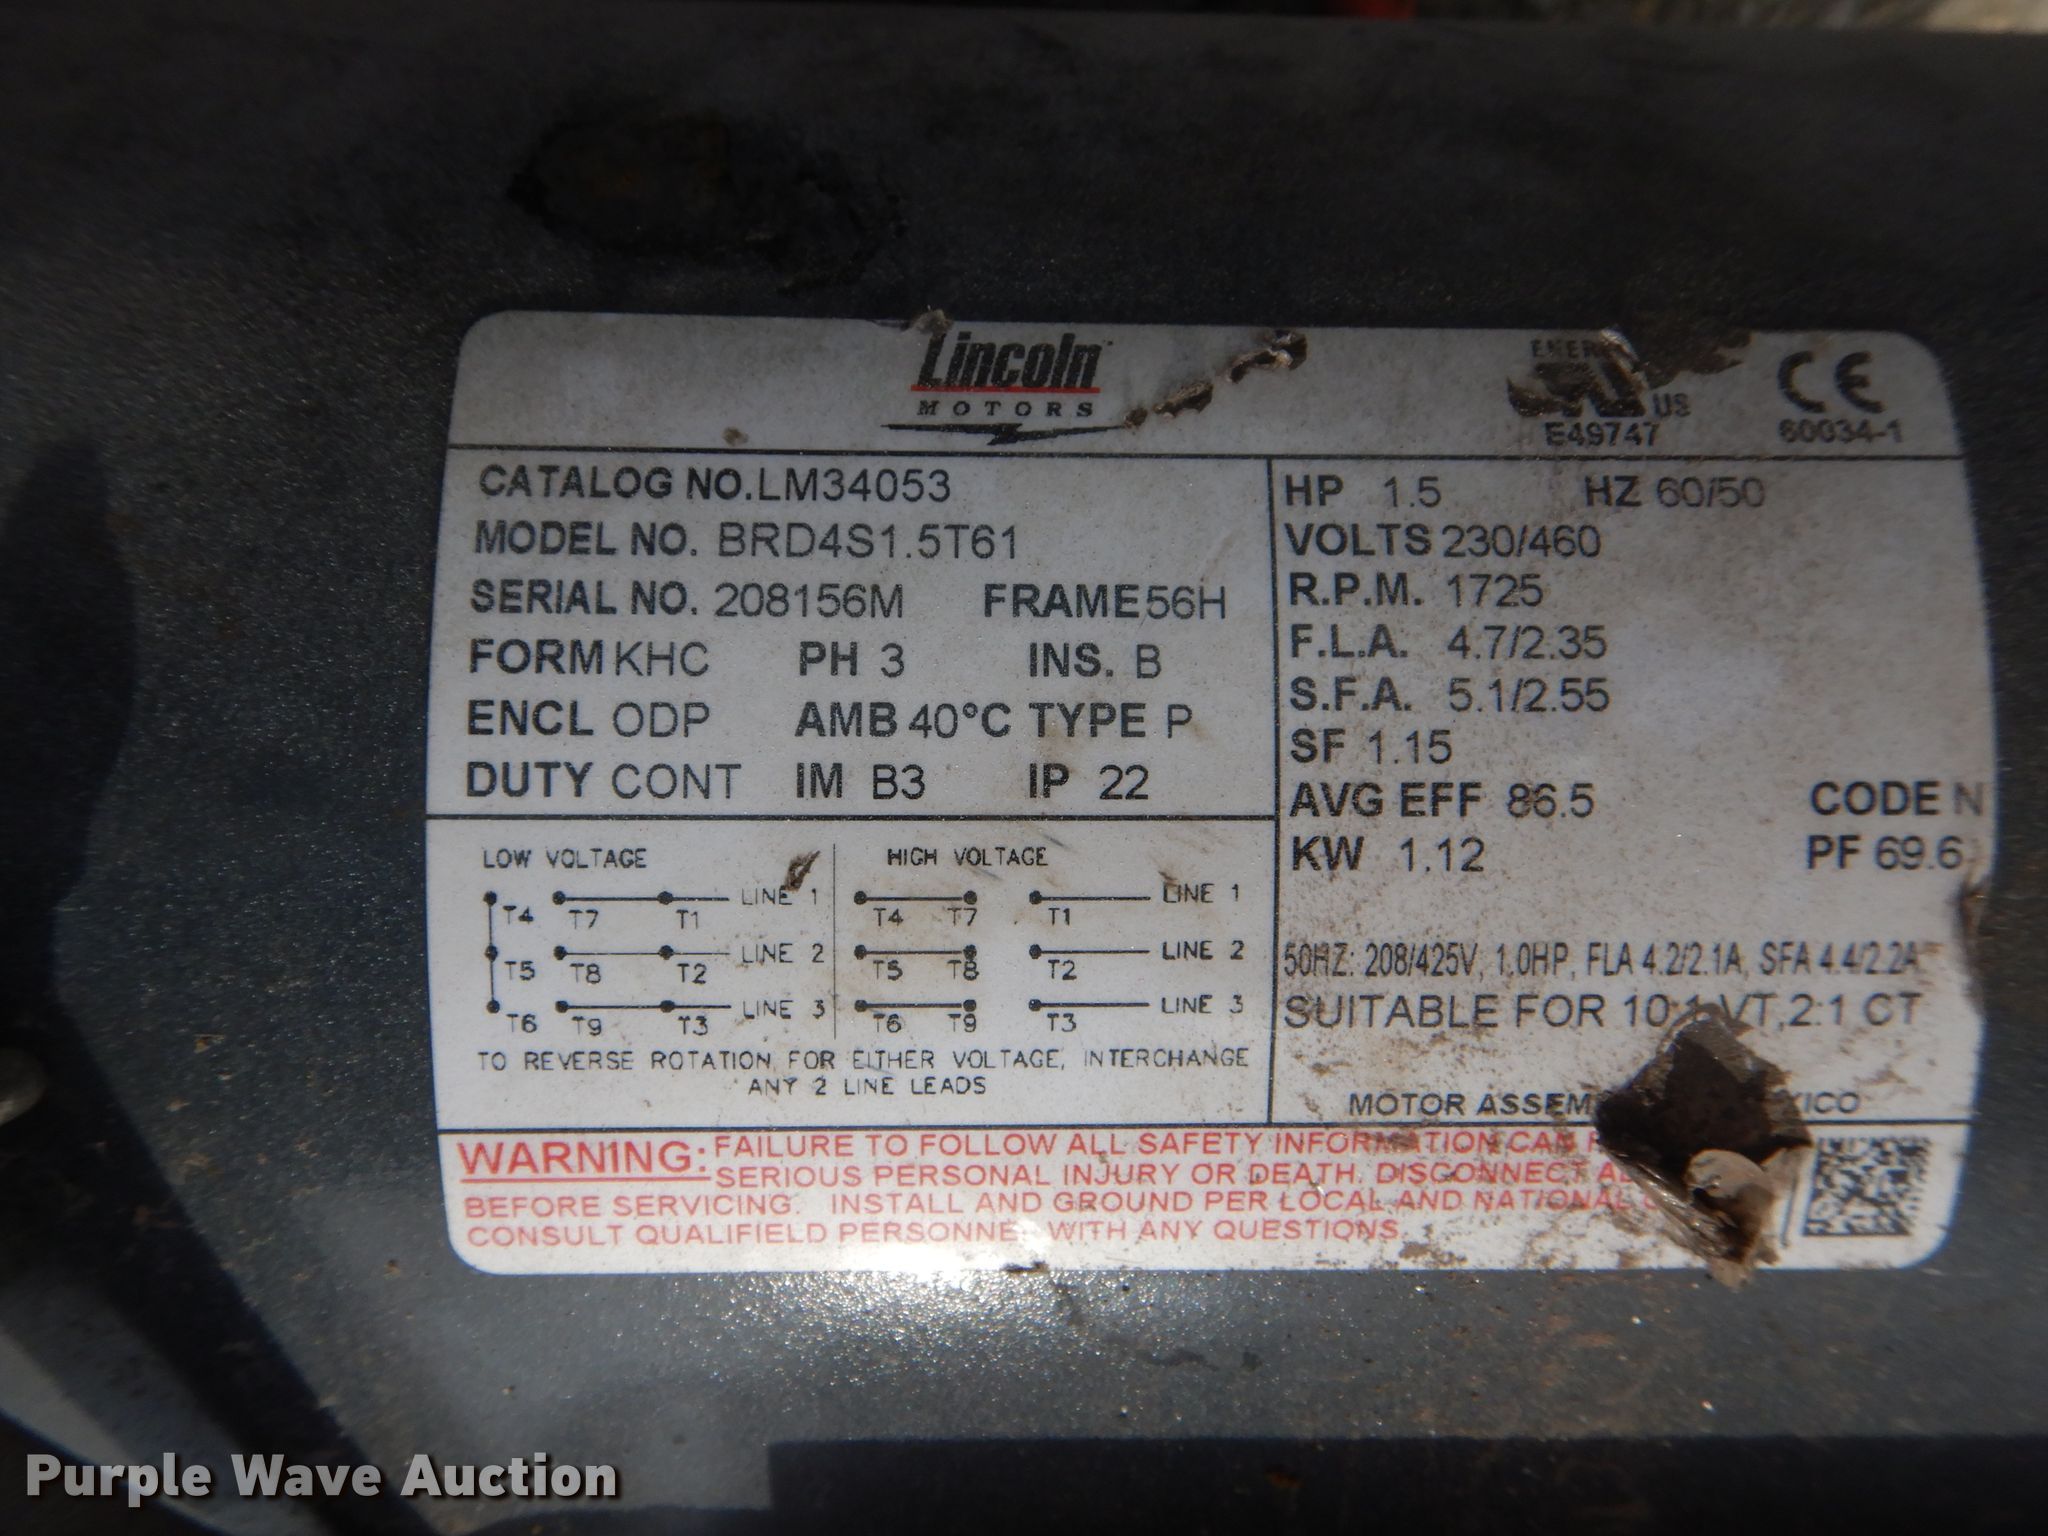 Lincoln
MOTORS
US
E49747
CE
60034-1
CATALOG NO. LM34053
MODEL NO. BRD4S1.5T61
SERIAL NO. 208156M FRAME 56H
FORM KHC PH 3 INS. B
ENCL ODP AMB 40°C TYPE P
DUTY CONT IM B3 IP 22
HP 1.5 HZ 60/50
VOLTS 230/460
R.P.M. 1725
F.L.A. 4.7/2.35
S.F.A. 5.1/2.55
SF 1.15
AVG EFF 86.5 CODE N
KW 1.12 PF 69.6
50HZ: 208/425V, 1.0HP, FLA 4.2/2.1A, SFA 4.4/2.2A
SUITABLE FOR 10:1 VT, 2:1 CT
MOTOR
LOW VOLTAGE
T4 T7 T1 LINE 1
T5 T8 T2 LINE 2
T6 T9 T3 LINE 3
HIGH VOLTAGE
T4 T7 T1 LINE 1
T5 T8 T2 LINE 2
T6 T9 T3 LINE 3
TO REVERSE ROTATION FOR EITHER VOLTAGE, INTERCHANGE
ANY 2 LINE LEADS
WARNING: FAILURE TO FOLLOW ALL SAFETY INFORMATION CAN
SERIOUS PERSONAL INJURY OR DEATH. DISCONNECT
BEFORE SERVICING. INSTALL AND GROUND PER LOCAL AND NATIONAL
CONSULT QUALIFIED PERSONNEL WITH ANY QUESTIONS.
Purple Wave Auction